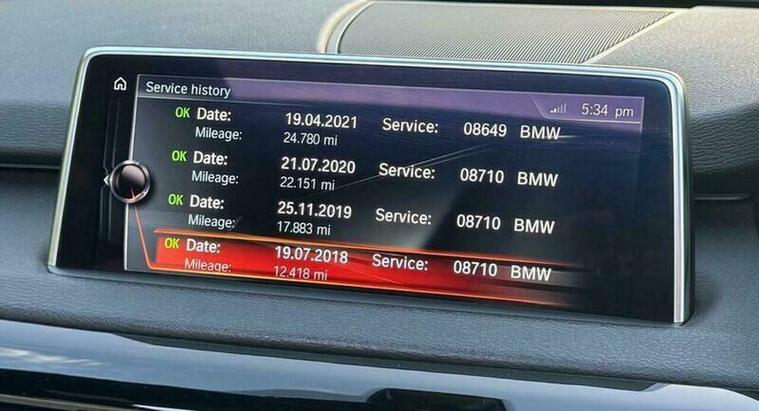 Service history
5:34 pm
OK Date: 19.04.2021 Service: 08649 BMW
Mileage: 24.780 mi
OK Date: 21.07.2020 Service: 08710 BMW
Mileage: 22.151 mi
OK Date: 25.11.2019 Service: 08710 BMW
Mileage: 17.883 mi
OK Date: 19.07.2018 Service: 08710 BMW
Mileage: 12.418 mi